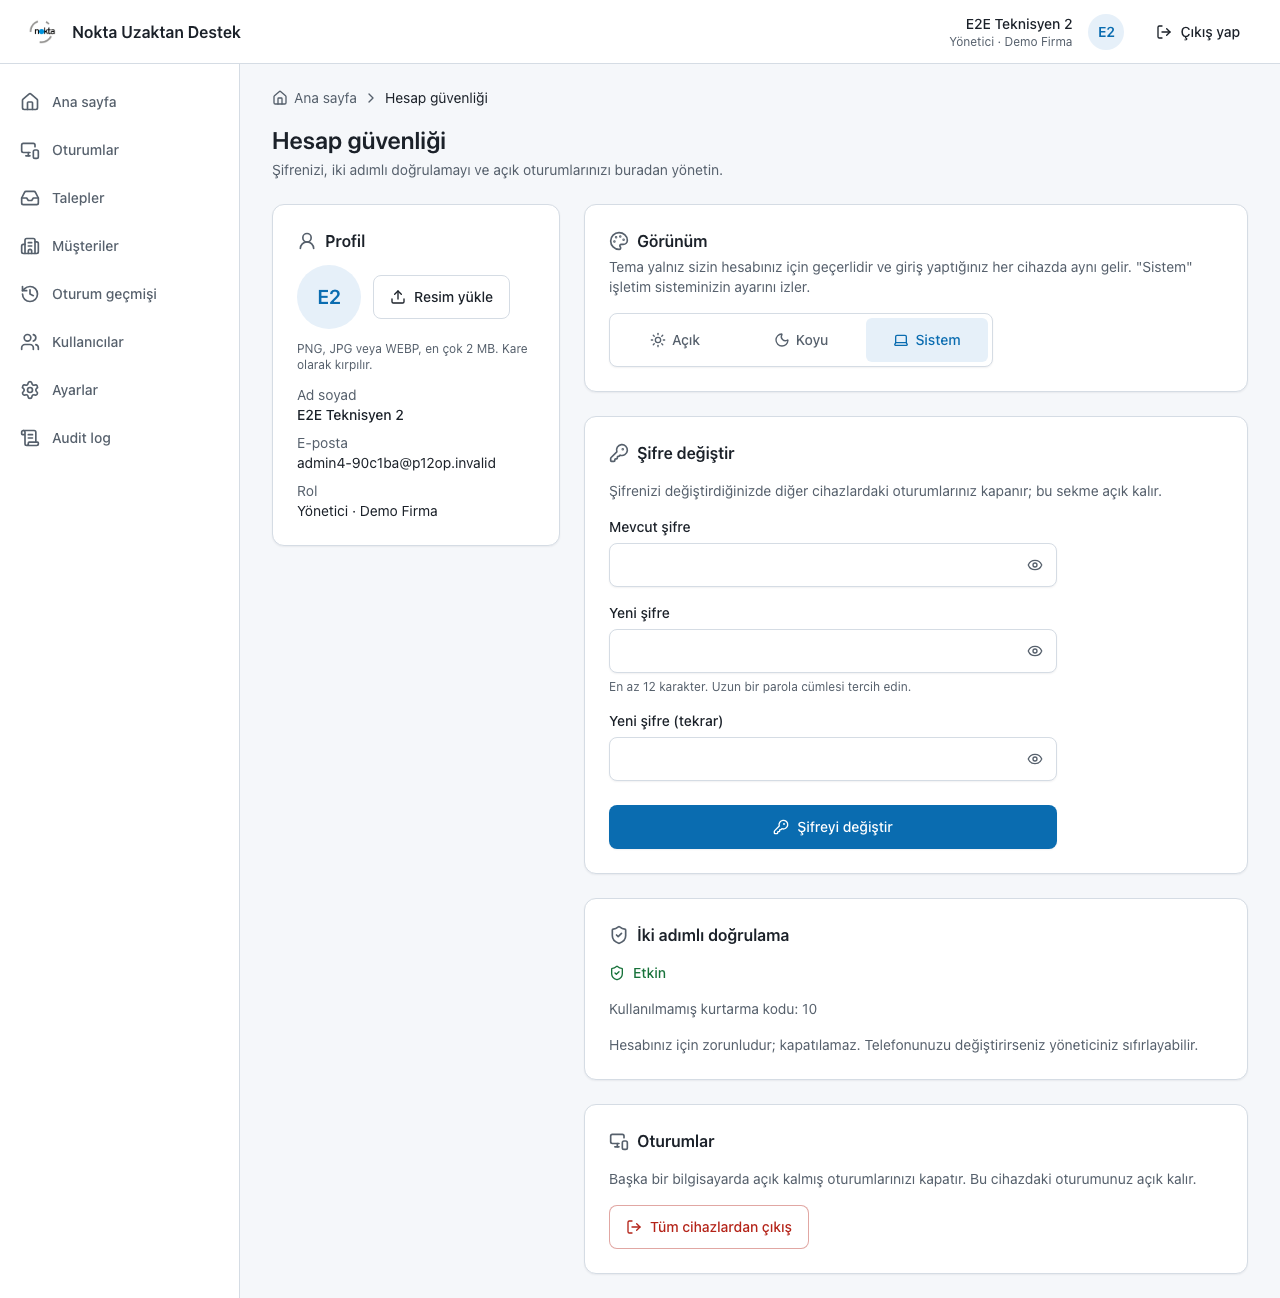 nokta
Nokta Uzaktan Destek
E2E Teknisyen 2
Yönetici · Demo Firma
E2
Çıkış yap
Ana sayfa
Oturumlar
Talepler
Müşteriler
Oturum geçmişi
Kullanıcılar
Ayarlar
Audit log
Ana sayfa
Hesap güvenliği
Hesap güvenliği
Şifrenizi, iki adımlı doğrulamayı ve açık oturumlarınızı buradan yönetin.
Profil
E2
Resim yükle
PNG, JPG veya WEBP, en çok 2 MB. Kare
olarak kırpılır.
Ad soyad
E2E Teknisyen 2
E-posta
admin4-90c1ba@p12op.invalid
Rol
Yönetici · Demo Firma
Görünüm
Tema yalnız sizin hesabınız için geçerlidir ve giriş yaptığınız her cihazda aynı gelir. "Sistem"
işletim sisteminizin ayarını izler.
Açık
Koyu
Sistem
Şifre değiştir
Şifrenizi değiştirdiğinizde diğer cihazlardaki oturumlarınız kapanır; bu sekme açık kalır.
Mevcut şifre
Yeni şifre
En az 12 karakter. Uzun bir parola cümlesi tercih edin.
Yeni şifre (tekrar)
Şifreyi değiştir
İki adımlı doğrulama
Etkin
Kullanılmamış kurtarma kodu: 10
Hesabınız için zorunludur; kapatılamaz. Telefonunuzu değiştirirseniz yöneticiniz sıfırlayabilir.
Oturumlar
Başka bir bilgisayarda açık kalmış oturumlarınızı kapatır. Bu cihazdaki oturumunuz açık kalır.
Tüm cihazlardan çıkış